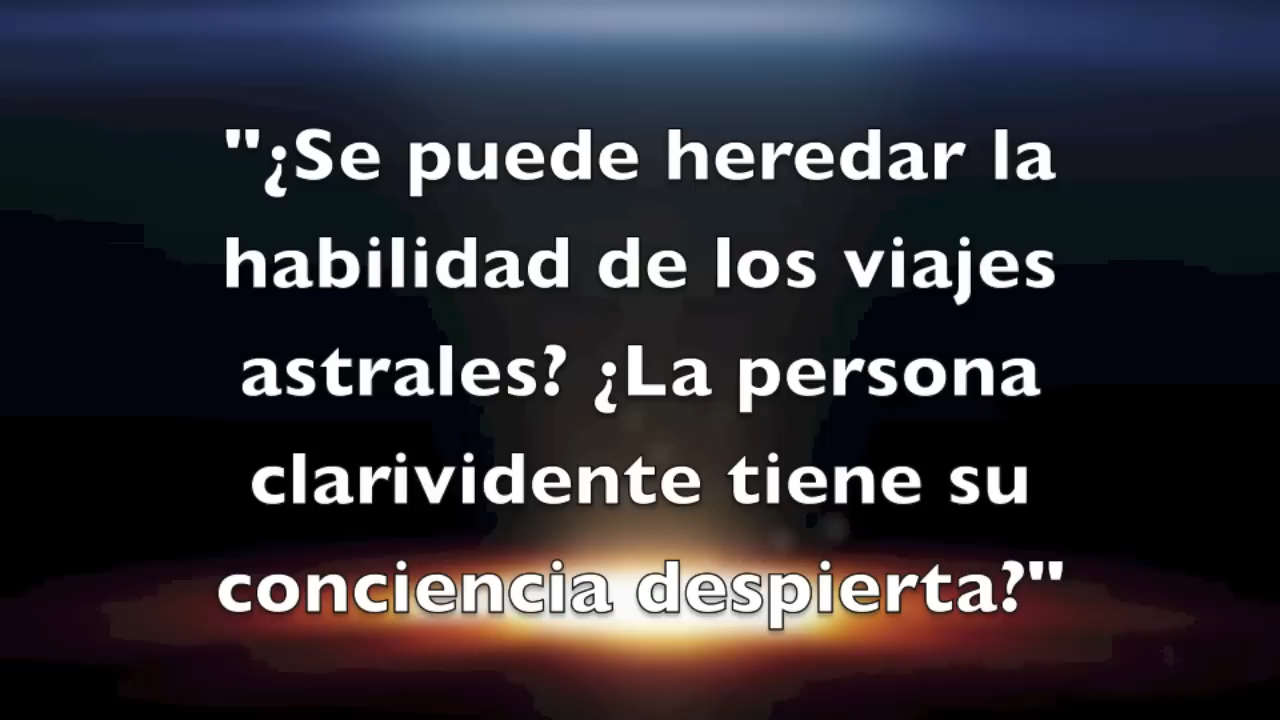 "¿Se puede heredar la
habilidad de los viajes
astrales? ¿La persona
clarividente tiene su
conciencia despierta?"